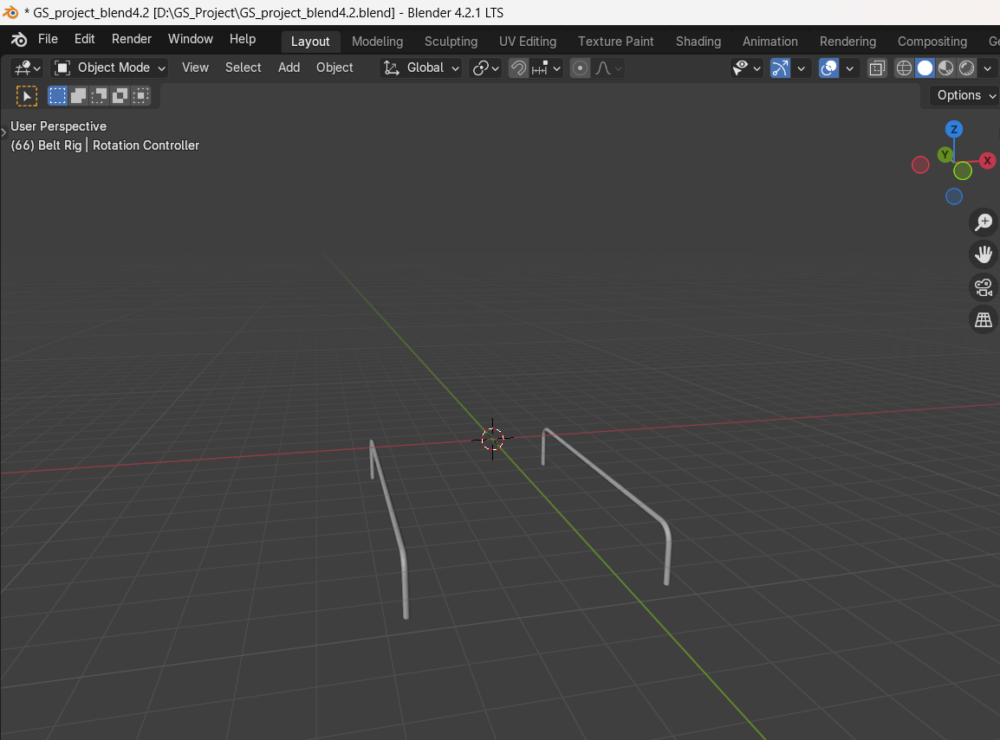 * GS_project_blend4.2 [D:\GS_Project\GS_project_blend4.2.blend] - Blender 4.2.1 LTS
File Edit Render Window Help Layout Modeling Sculpting UV Editing Texture Paint Shading Animation Rendering Compositing Ge
Object Mode View Select Add Object Global
Options
User Perspective
(66) Belt Rig | Rotation Controller
Z
Y
X